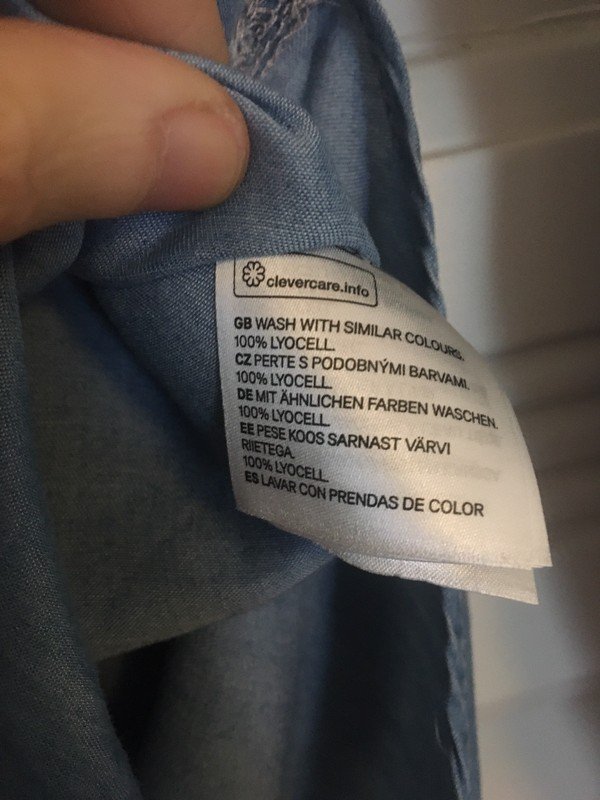 clevercare.info
GB WASH WITH SIMILAR COLOURS.
100% LYOCELL.
CZ PERTE S PODOBNÝMI BARVAMI.
100% LYOCELL.
DE MIT ÄHNLICHEN FARBEN WASCHEN.
100% LYOCELL.
EE PESE KOOS SARNAST VÄRVI
RIIETEGA.
100% LYOCELL.
ES LAVAR CON PRENDAS DE COLOR